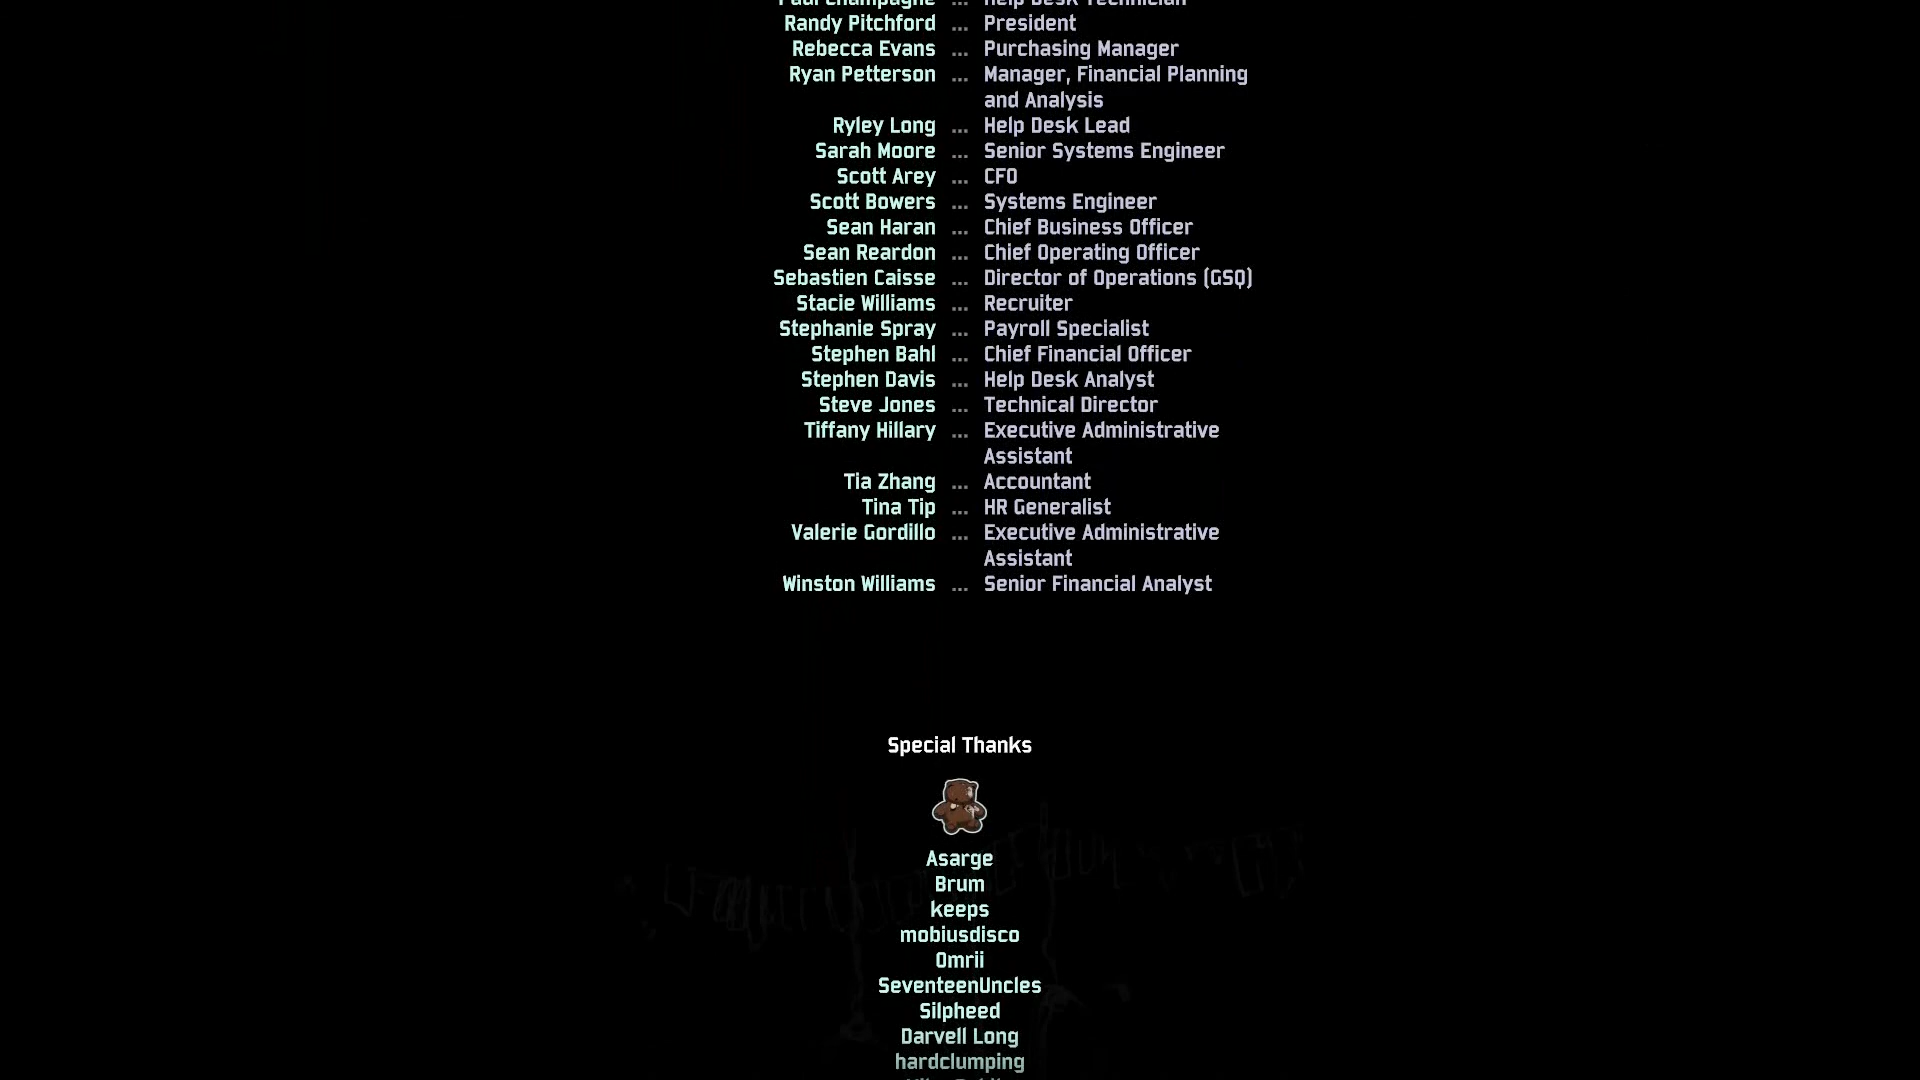 Paul Champagne ... Help Desk Technician
Randy Pitchford ... President
Rebecca Evans ... Purchasing Manager
Ryan Petterson ... Manager, Financial Planning
and Analysis
Ryley Long ... Help Desk Lead
Sarah Moore ... Senior Systems Engineer
Scott Arey ... CFO
Scott Bowers ... Systems Engineer
Sean Haran ... Chief Business Officer
Sean Reardon ... Chief Operating Officer
Sebastien Caisse ... Director of Operations (GSQ)
Stacie Williams ... Recruiter
Stephanie Spray ... Payroll Specialist
Stephen Bahl ... Chief Financial Officer
Stephen Davis ... Help Desk Analyst
Steve Jones ... Technical Director
Tiffany Hillary ... Executive Administrative
Assistant
Tia Zhang ... Accountant
Tina Tip ... HR Generalist
Valerie Gordillo ... Executive Administrative
Assistant
Winston Williams ... Senior Financial Analyst
Special Thanks
Asarge
Brum
keeps
mobiusdisco
Omrii
SeventeenUncles
Silpheed
Darvell Long
hardclumping